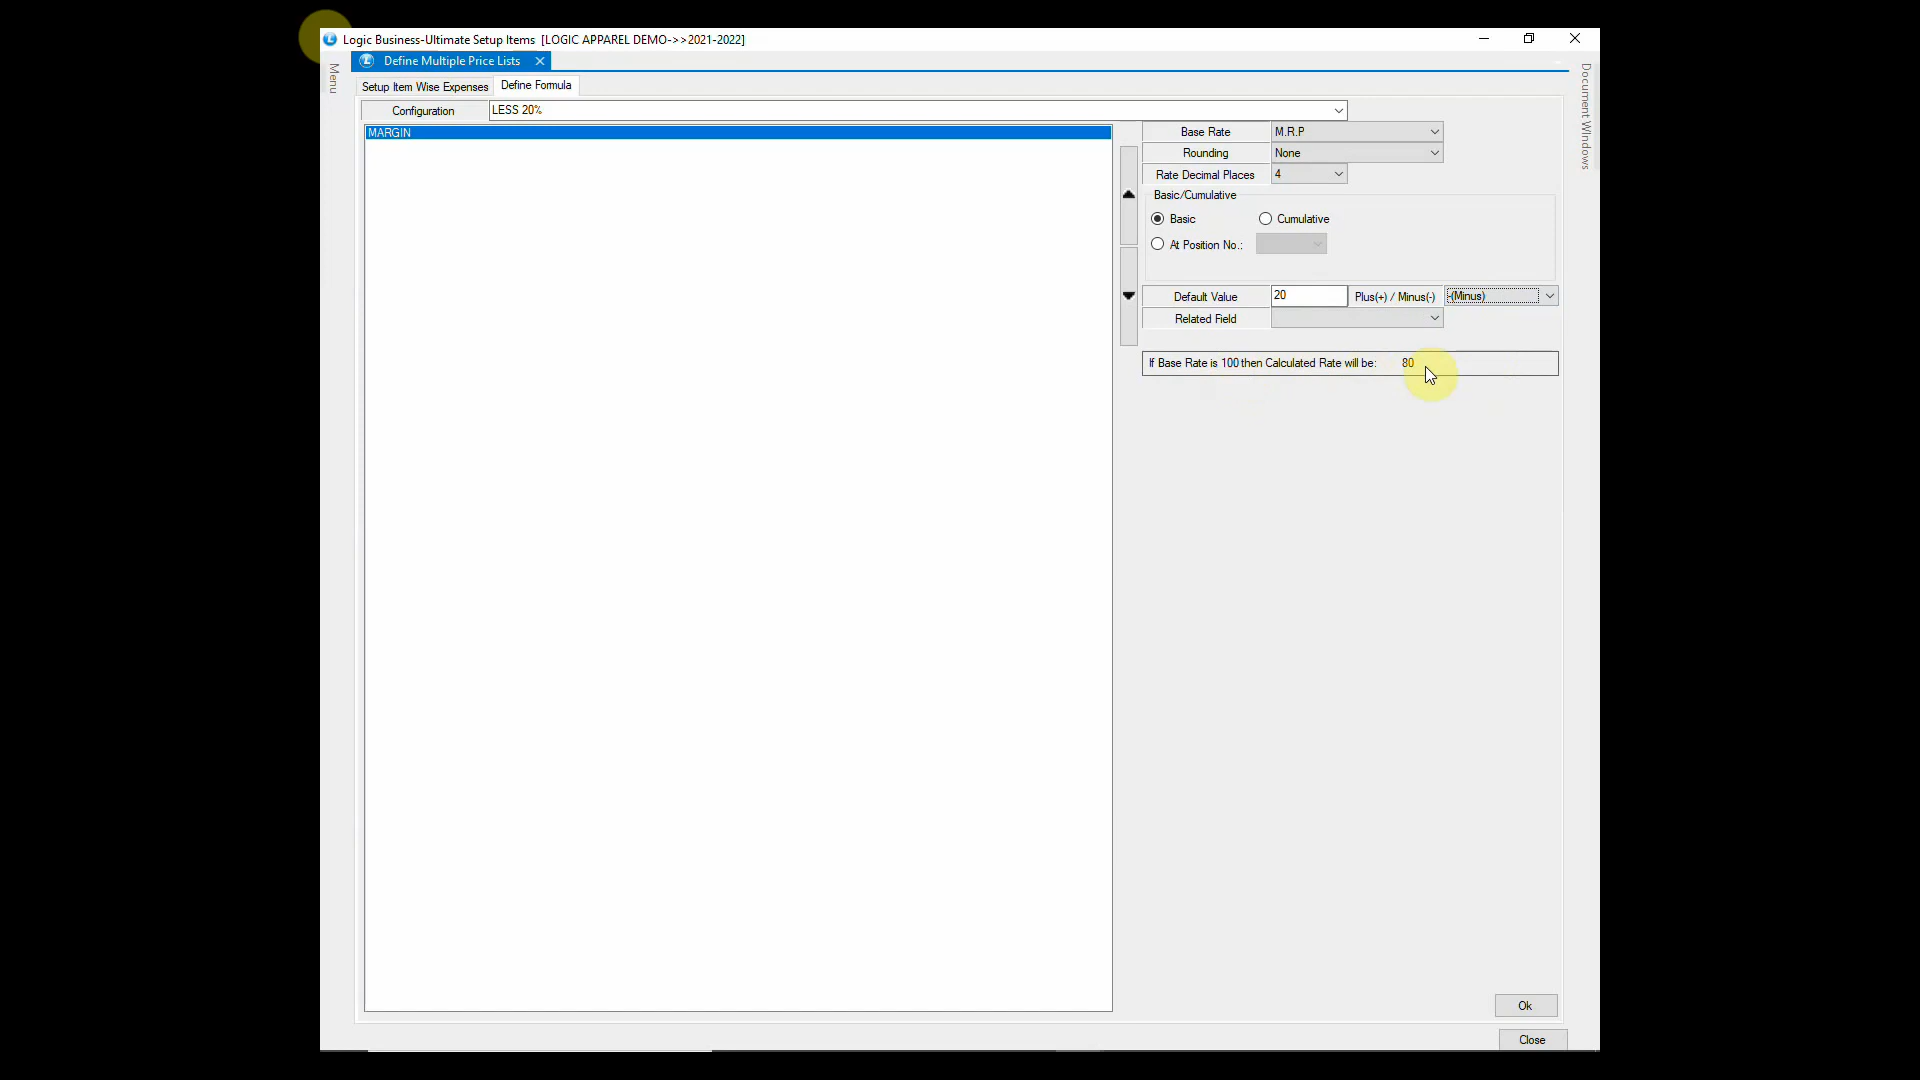 Logic Business-Ultimate Setup Items [LOGIC APPAREL DEMO->>2021-2022]
Menu
Define Multiple Price Lists
Document Windows
Setup Item Wise Expenses
Define Formula
Configuration
LESS 20%
MARGIN
Base Rate
M.R.P
Rounding
None
Rate Decimal Places
4
Basic/Cumulative
Basic
Cumulative
At Position No.:
Default Value
20
Plus(+) / Minus(-)
-(Minus)
Related Field
If Base Rate is 100 then Calculated Rate will be: 80
Ok
Close